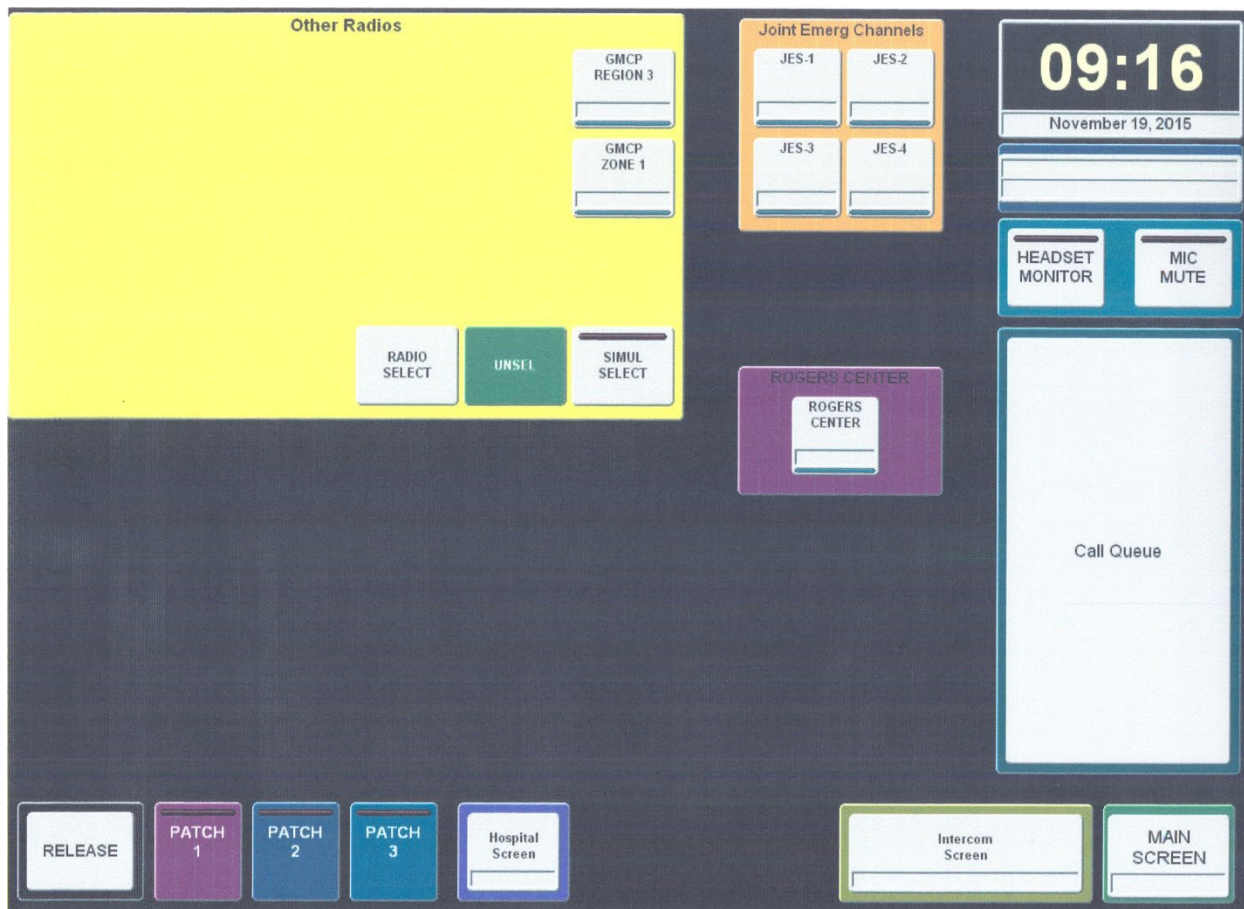 Other Radios
GMCP
REGION 3
GMCP
ZONE 1
RADIO
SELECT
UNSEL
SIMUL
SELECT
Joint Emerg Channels
JES-1
JES-2
JES-3
JES-4
ROGERS CENTER
ROGERS
CENTER
09:16
November 19, 2015
HEADSET
MONITOR
MIC
MUTE
Call Queue
RELEASE
PATCH
1
PATCH
2
PATCH
3
Hospital
Screen
Intercom
Screen
MAIN
SCREEN